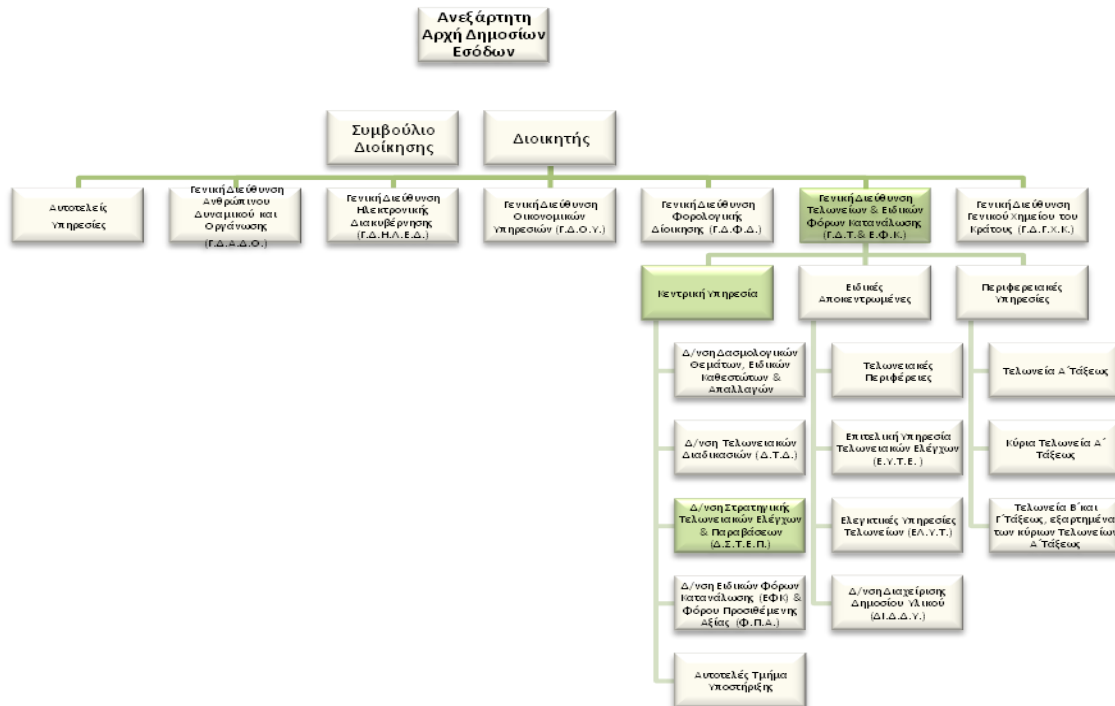 Ανεξάρτητη
Αρχή Δημοσίων
Εσόδων
Συμβούλιο
Διοίκησης
Διοικητής
Αυτοτελείς
Υπηρεσίες
Γενική Διεύθυνση
Ανθρώπινου
Δυναμικού και
Οργάνωσης
(Γ.Δ.Α.Δ.Ο.)
Γενική Διεύθυνση
Ηλεκτρονικής
Διακυβέρνησης
(Γ.Δ.Η.Λ.Ε.Δ.)
Γενική Διεύθυνση
Οικονομικών
Υπηρεσιών (Γ.Δ.Ο.Υ.)
Γενική Διεύθυνση
Φορολογικής
Δίοικησης (Γ.Δ.Φ.Δ.)
Γενική Διεύθυνση
Τελωνείων & Ειδικών
Φόρων Κατανάλωσης
(Γ.Δ.Τ.& Ε.Φ.Κ.)
Γενική Διεύθυνση
Γενικού Χημείου του
Κράτους (Γ.Δ.Γ.Χ.Κ.)
Κεντρική Υπηρεσία
Ειδικές
Αποκεντρωμένες
Περιφερειακές
Υπηρεσίες
Δ/νση Δασμολογικών
Θεμάτων, Ειδικών
Καθεστώτων &
Απαλλαγών
Τελωνειακές
Περιφέρειες
Τελωνεία Α΄Τάξεως
Δ/νση Τελωνειακών
Διαδικασιών (Δ.Τ.Δ.)
Επιτελική Υπηρεσία
Τελωνειακών Ελέγχων
(Ε.Υ.Τ.Ε.)
Κύρια Τελωνεία Α΄
Τάξεως
Δ/νση Στρατηγικής
Τελωνειακών Ελέγχων
& Παραβάσεων
(Δ.Σ.Τ.Ε.Π.)
Ελεγκτικές Υπηρεσίες
Τελωνείων (ΕΛ.Υ.Τ.)
Τελωνεία Β΄και
Γ΄Τάξεως, εξαρτημένα
των κύριων Τελωνείων
Α΄Τάξεως
Δ/νση Ειδικών Φόρων
Κατανάλωσης (ΕΦΚ) &
Φόρου Προσιθέμενης
Αξίας (Φ.Π.Α.)
Δ/νση Διαχείρισης
Δημοσίου Υλικού
(ΔΙ.Δ.Δ.Υ.)
Αυτοτελές Τμήμα
Υποστήριξης